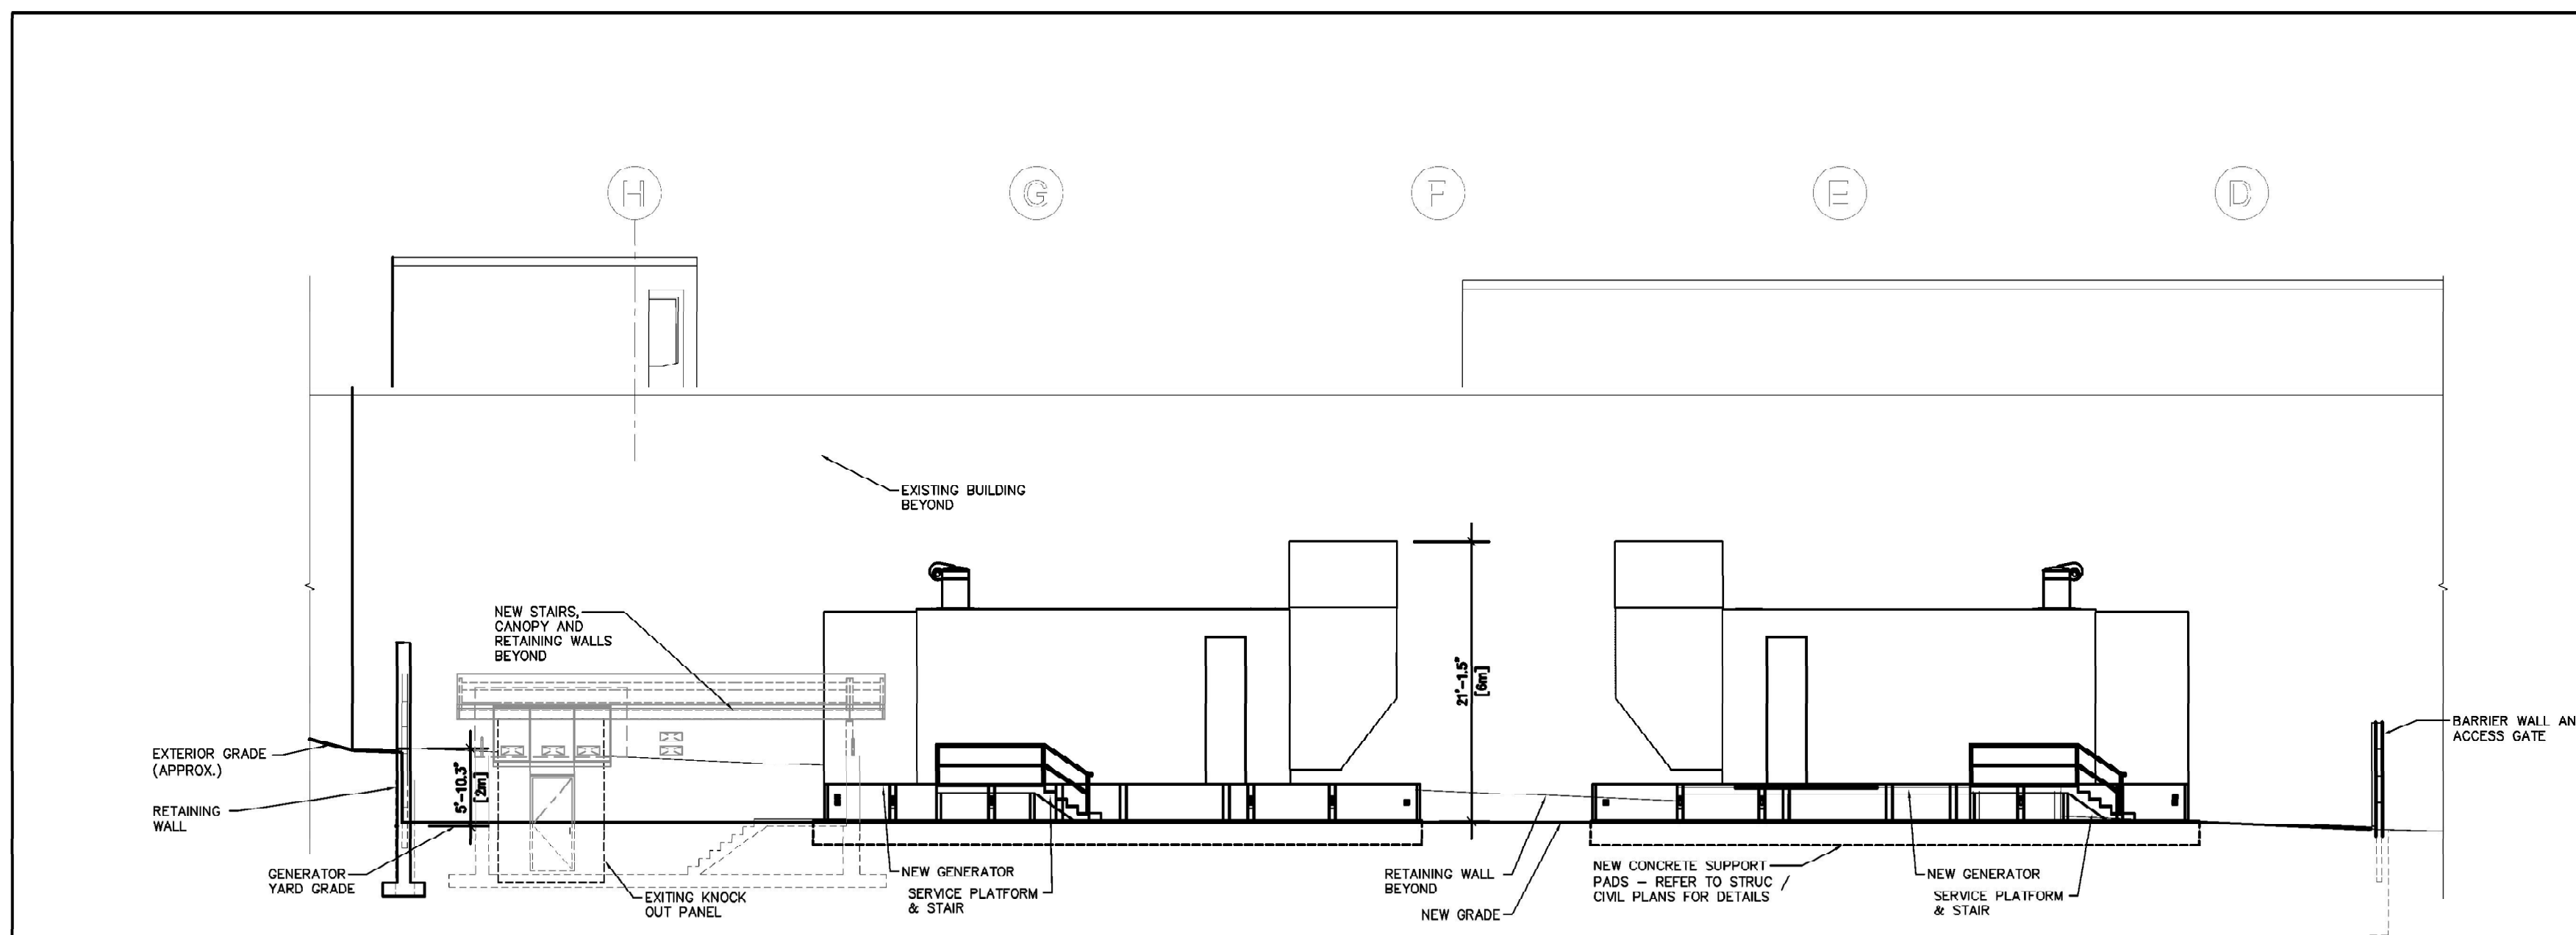 H
G
F
E
D
EXISTING BUILDING
BEYOND
NEW STAIRS,
CANOPY AND
RETAINING WALLS
BEYOND
21'-1.5"
[6m]
EXTERIOR GRADE
(APPROX.)
5'-10.3"
[2m]
BARRIER WALL AN
ACCESS GATE
RETAINING
WALL
GENERATOR
YARD GRADE
EXITING KNOCK
OUT PANEL
NEW GENERATOR
SERVICE PLATFORM
& STAIR
RETAINING WALL
BEYOND
NEW GRADE
NEW CONCRETE SUPPORT
PADS – REFER TO STRUC /
CIVIL PLANS FOR DETAILS
NEW GENERATOR
SERVICE PLATFORM
& STAIR